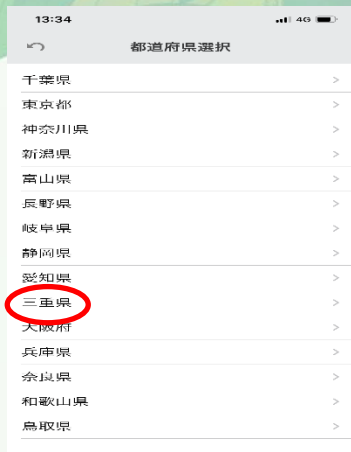 13:34
4G
都道府県選択
千葉県
東京都
神奈川県
新潟県
富山県
長野県
岐阜県
静岡県
愛知県
三重県
大阪府
兵庫県
奈良県
和歌山県
鳥取県